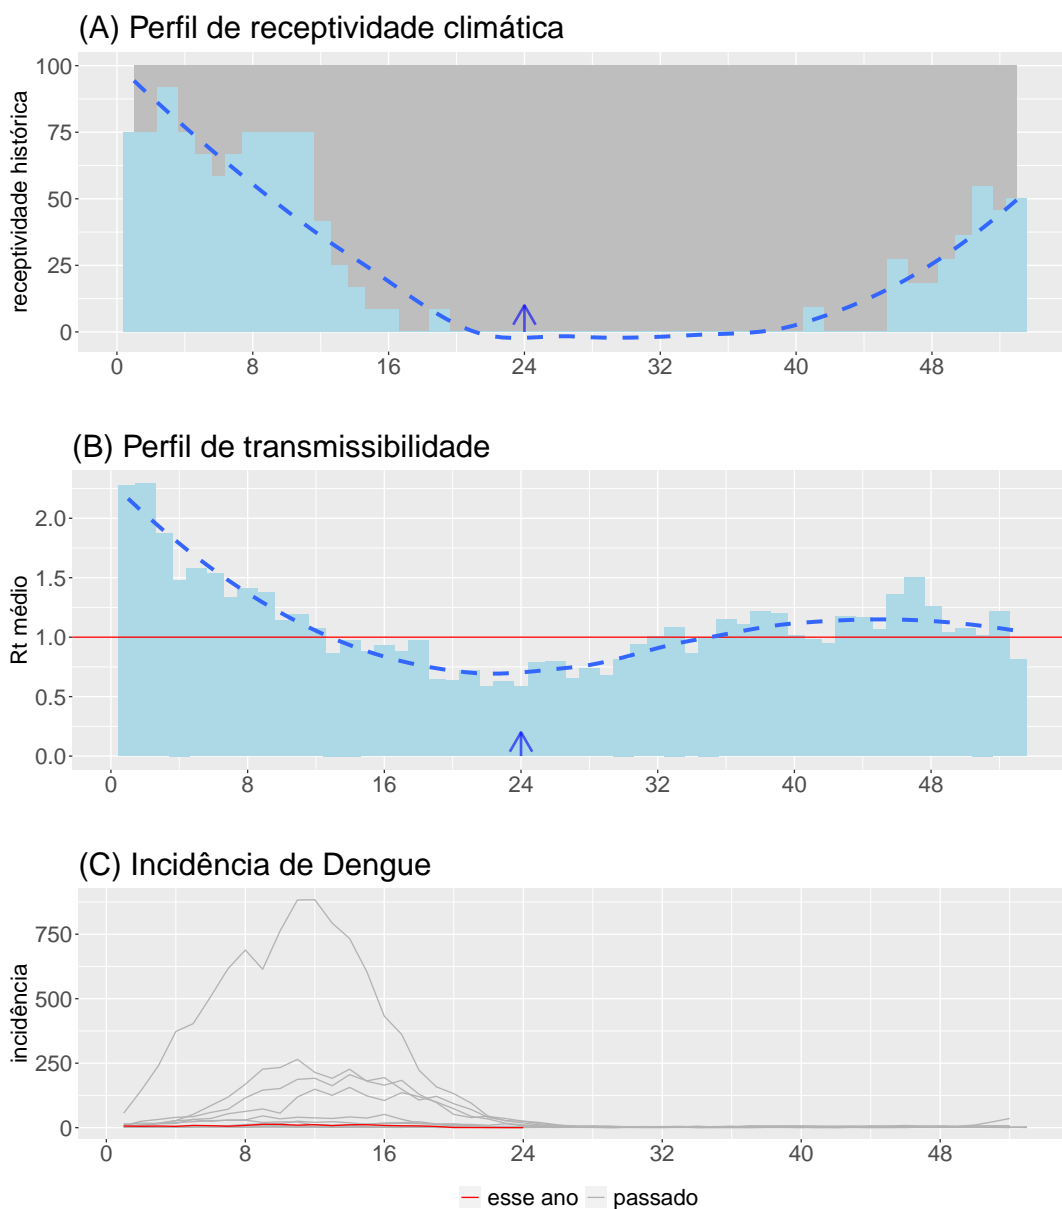 (A) Perfil de receptividade climática
receptividade histórica
100
75
50
25
0
0 8 16 24 32 40 48
(B) Perfil de transmissibilidade
Rt médio
2.0
1.5
1.0
0.5
0.0
0 8 16 24 32 40 48
(C) Incidência de Dengue
incidência
750
500
250
0
0 8 16 24 32 40 48
esse ano passado